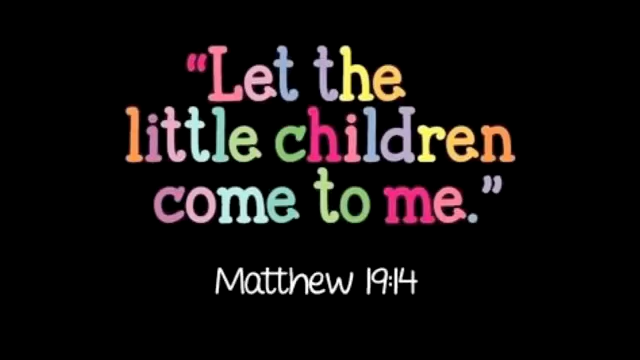 “Let the
little children
come to me.”
Matthew 19:14